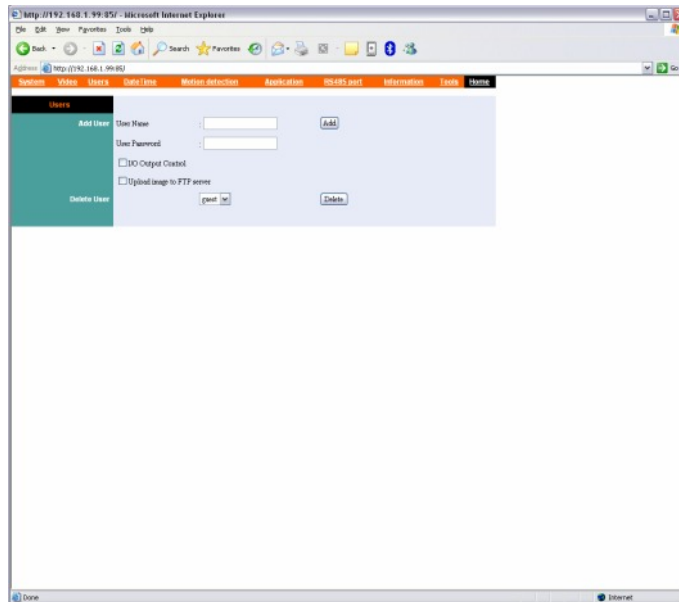 http://192.168.1.99:85/ - Microsoft Internet Explorer
File Edit View Favorites Tools Help
Back Search Favorites
Address http://192.168.1.99:85/ Go
System Video Users DateTime Motion detection Application RS485 port Information Tools Home
Users
Add User User Name : Add
User Password :
I/O Output Control
Upload image to FTP server
Delete User guest Delete
Done Internet